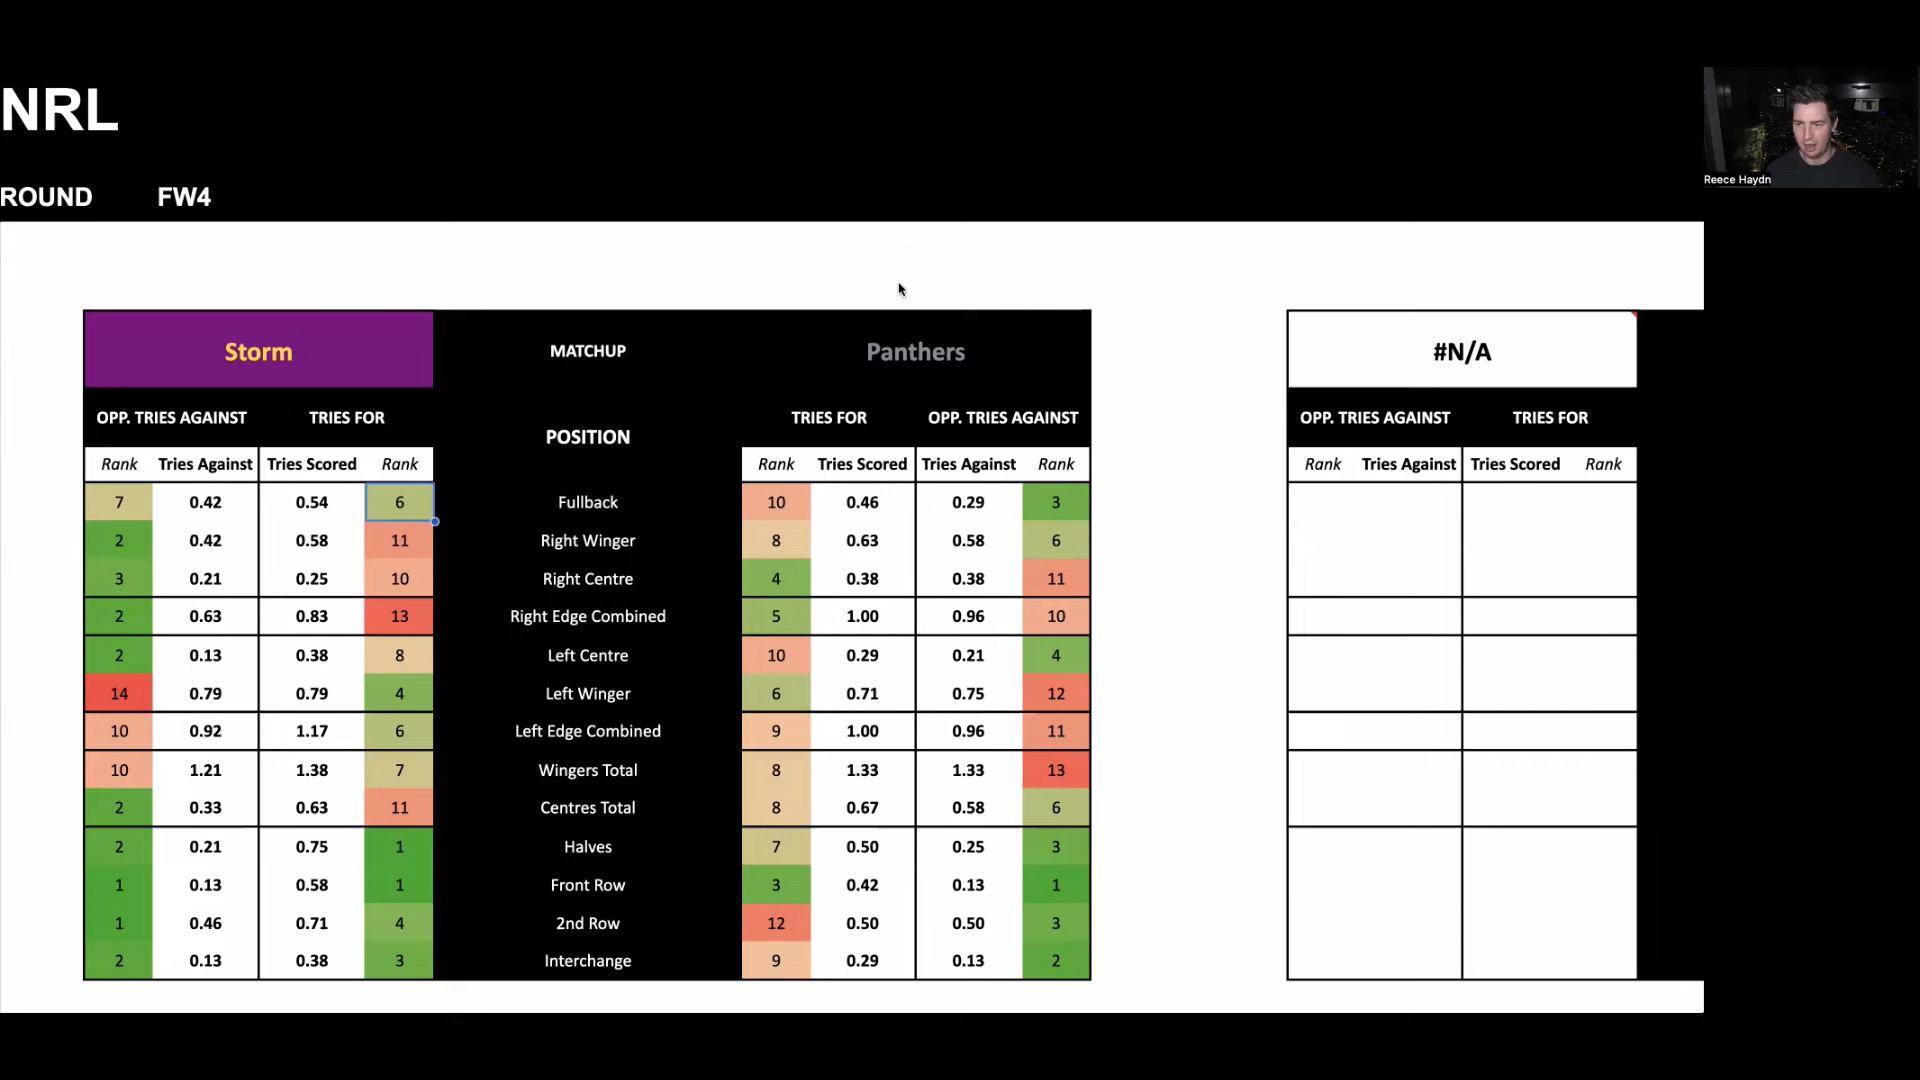 NRL
Reece Haydn
ROUND FW4
Storm MATCHUP Panthers #N/A
OPP. TRIES AGAINST TRIES FOR POSITION TRIES FOR OPP. TRIES AGAINST OPP. TRIES AGAINST TRIES FOR
Rank Tries Against Tries Scored Rank Rank Tries Scored Tries Against Rank Rank Tries Against Tries Scored Rank
7 0.42 0.54 6 Fullback 10 0.46 0.29 3
2 0.42 0.58 11 Right Winger 8 0.63 0.58 6
3 0.21 0.25 10 Right Centre 4 0.38 0.38 11
2 0.63 0.83 13 Right Edge Combined 5 1.00 0.96 10
2 0.13 0.38 8 Left Centre 10 0.29 0.21 4
14 0.79 0.79 4 Left Winger 6 0.71 0.75 12
10 0.92 1.17 6 Left Edge Combined 9 1.00 0.96 11
10 1.21 1.38 7 Wingers Total 8 1.33 1.33 13
2 0.33 0.63 11 Centres Total 8 0.67 0.58 6
2 0.21 0.75 1 Halves 7 0.50 0.25 3
1 0.13 0.58 1 Front Row 3 0.42 0.13 1
1 0.46 0.71 4 2nd Row 12 0.50 0.50 3
2 0.13 0.38 3 Interchange 9 0.29 0.13 2